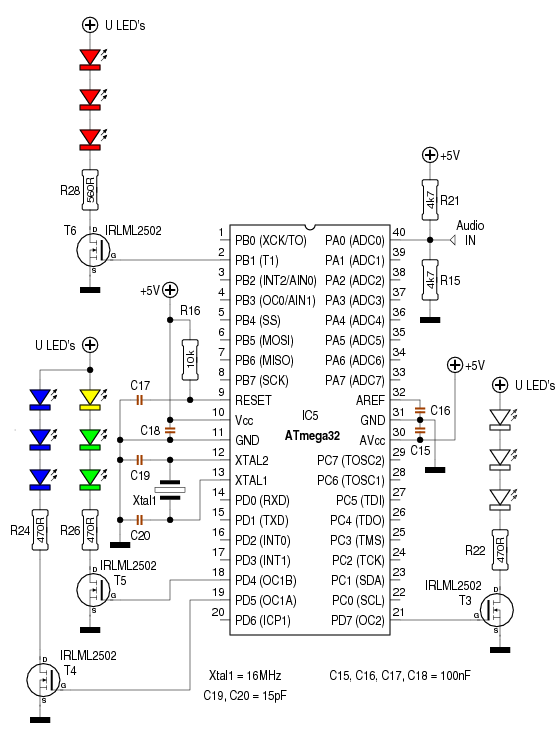 U LED's
R28
560R
T6
IRLML2502
D
G
S
+5V
R21
4k7
Audio
IN
R15
4k7
+5V
R16
10k
C17
C18
C19
Xtal1
C20
1 PB0 (XCK/TO) PA0 (ADC0) 40
2 PB1 (T1) PA1 (ADC1) 39
3 PB2 (INT2/AIN0) PA2 (ADC2) 38
4 PB3 (OC0/AIN1) PA3 (ADC3) 37
5 PB4 (SS) PA4 (ADC4) 36
6 PB5 (MOSI) PA5 (ADC5) 35
7 PB6 (MISO) PA6 (ADC6) 34
8 PB7 (SCK) PA7 (ADC7) 33
9 RESET AREF 32
10 Vcc GND 31
11 GND AVcc 30
12 XTAL2 PC7 (TOSC2) 29
13 XTAL1 PC6 (TOSC1) 28
14 PD0 (RXD) PC5 (TDI) 27
15 PD1 (TXD) PC4 (TDO) 26
16 PD2 (INT0) PC3 (TMS) 25
17 PD3 (INT1) PC2 (TCK) 24
18 PD4 (OC1B) PC1 (SDA) 23
19 PD5 (OC1A) PC0 (SCL) 22
20 PD6 (ICP1) PD7 (OC2) 21
IC5
ATmega32
+5V
C16
C15
U LED's
R24
470R
R26
470R
IRLML2502
T5
D
G
S
IRLML2502
T4
D
G
S
U LED's
R22
470R
IRLML2502
T3
D
G
S
Xtal1 = 16MHz
C19, C20 = 15pF
C15, C16, C17, C18 = 100nF